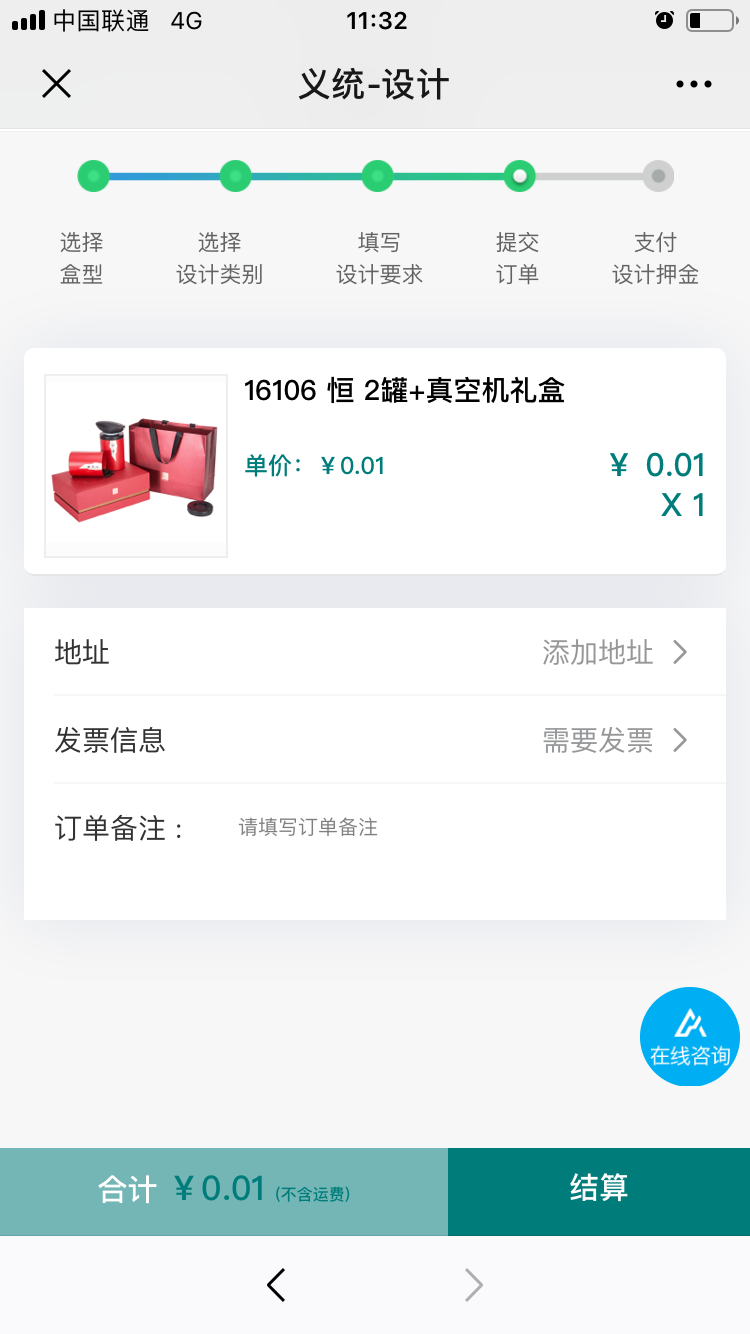 中国联通 4G 11:32
义统-设计
选择 选择 填写 提交 支付
盒型 设计类别 设计要求 订单 设计押金
16106 恒 2罐+真空机礼盒
单价： ￥0.01 ￥ 0.01
X 1
地址 添加地址
发票信息 需要发票
订单备注： 请填写订单备注
在线咨询
合计 ￥0.01 (不含运费) 结算